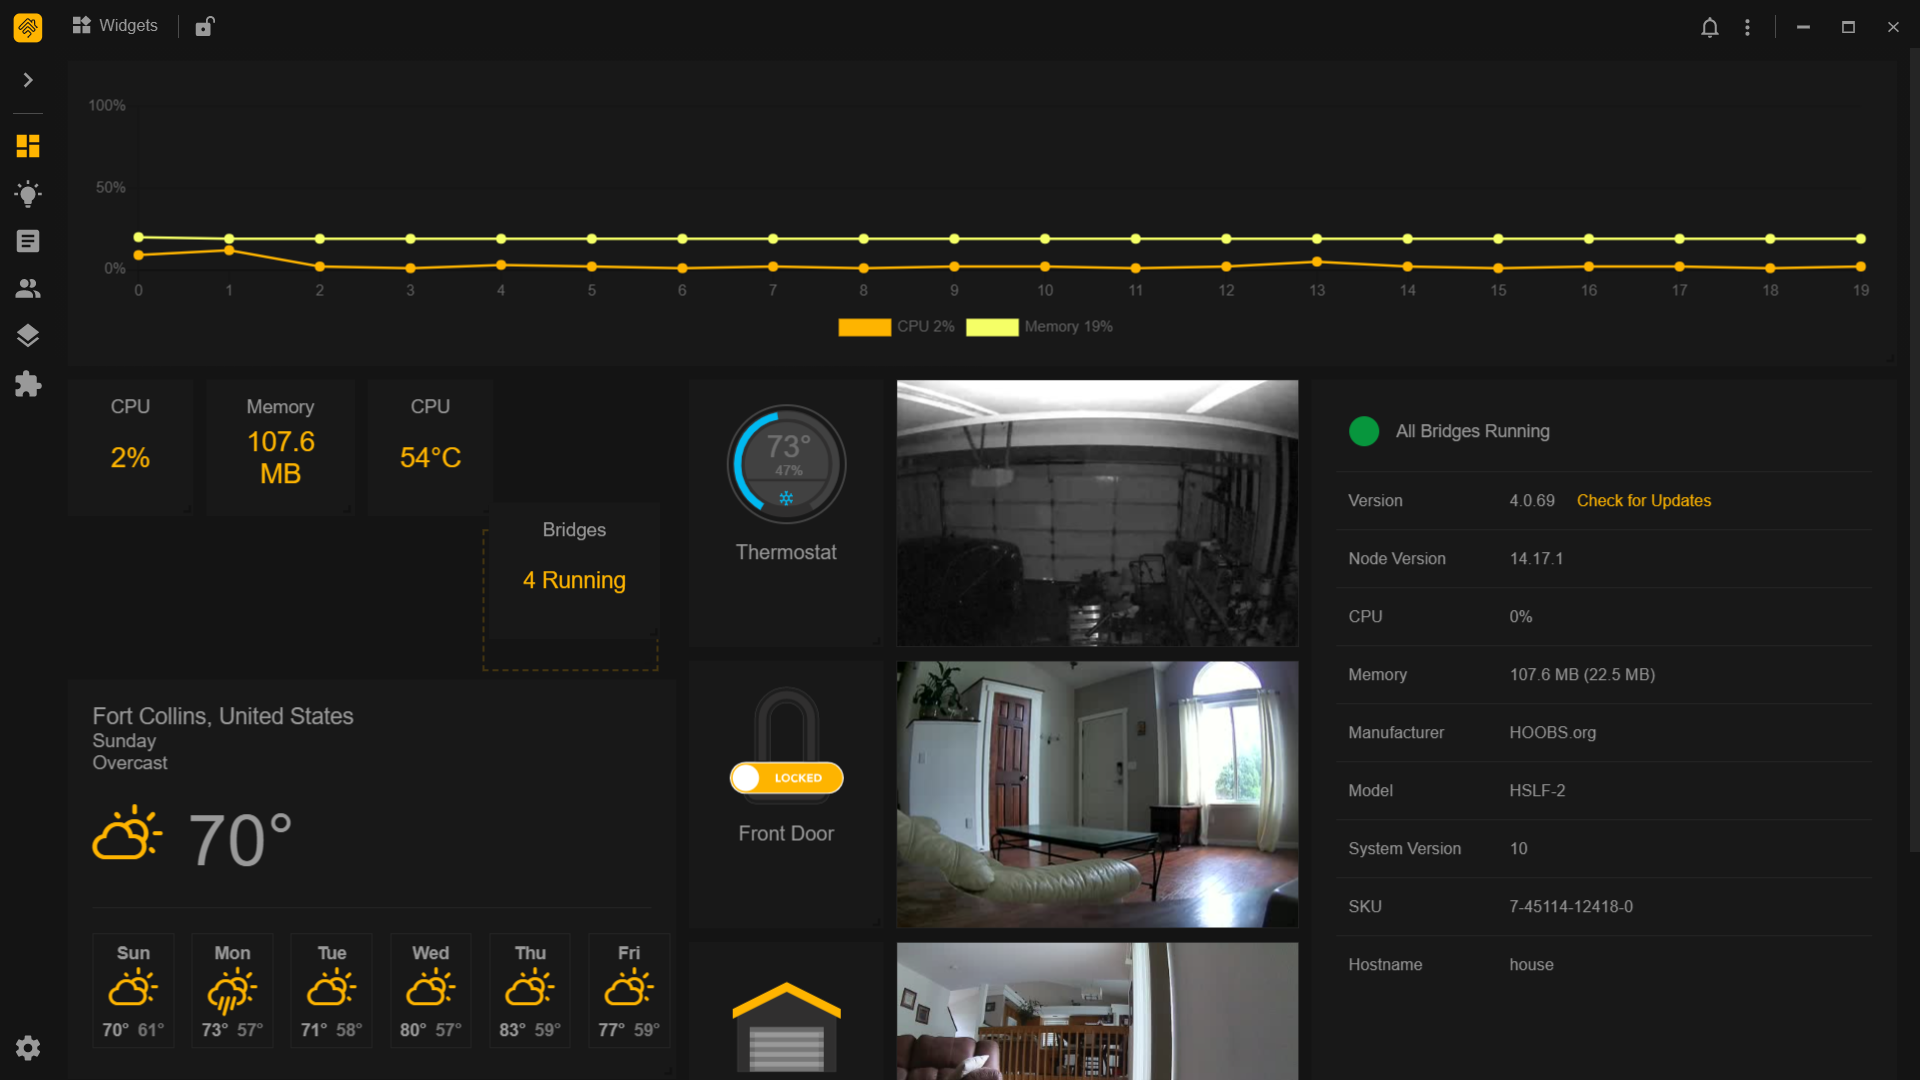 Widgets
100%
50%
0%
0 1 2 3 4 5 6 7 8 9 10 11 12 13 14 15 16 17 18 19
CPU 2% Memory 19%
CPU
2%
Memory
107.6
MB
CPU
54°C
Bridges
4 Running
73°
47%
Thermostat
All Bridges Running
Version 4.0.69 Check for Updates
Node Version 14.17.1
CPU 0%
Memory 107.6 MB (22.5 MB)
Manufacturer HOOBS.org
Model HSLF-2
System Version 10
SKU 7-45114-12418-0
Hostname house
Fort Collins, United States
Sunday
Overcast
70°
LOCKED
Front Door
Sun Mon Tue Wed Thu Fri
70° 61° 73° 57° 71° 58° 80° 57° 83° 59° 77° 59°